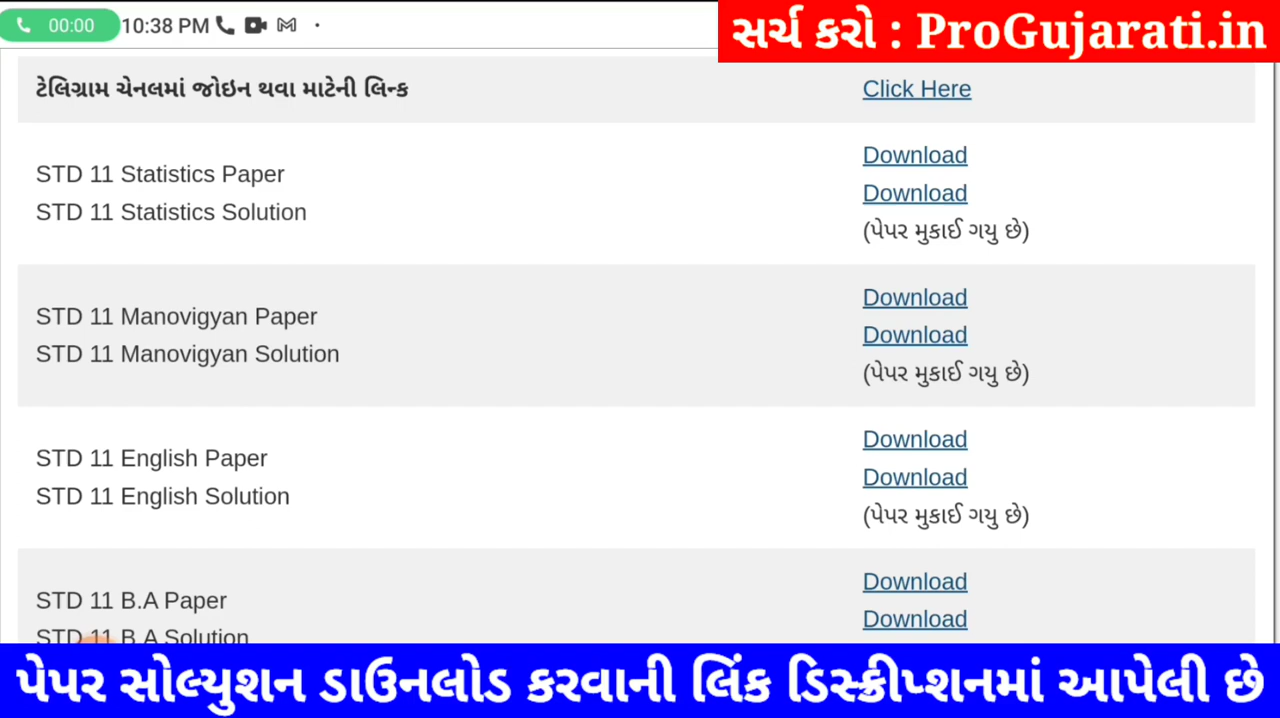 00:00 10:38 PM
સર્ચ કરો : ProGujarati.in
ટેલિગ્રામ ચેનલમાં જોઇન થવા માટેની લિન્ક Click Here
STD 11 Statistics Paper Download
STD 11 Statistics Solution Download
(પેપર મુકાઈ ગયુ છે)
STD 11 Manovigyan Paper Download
STD 11 Manovigyan Solution Download
(પેપર મુકાઈ ગયુ છે)
STD 11 English Paper Download
STD 11 English Solution Download
(પેપર મુકાઈ ગયુ છે)
STD 11 B.A Paper Download
STD 11 B.A Solution Download
પેપર સોલ્યુશન ડાઉનલોડ કરવાની લિંક ડિસ્ક્રીપ્શનમાં આપેલી છે